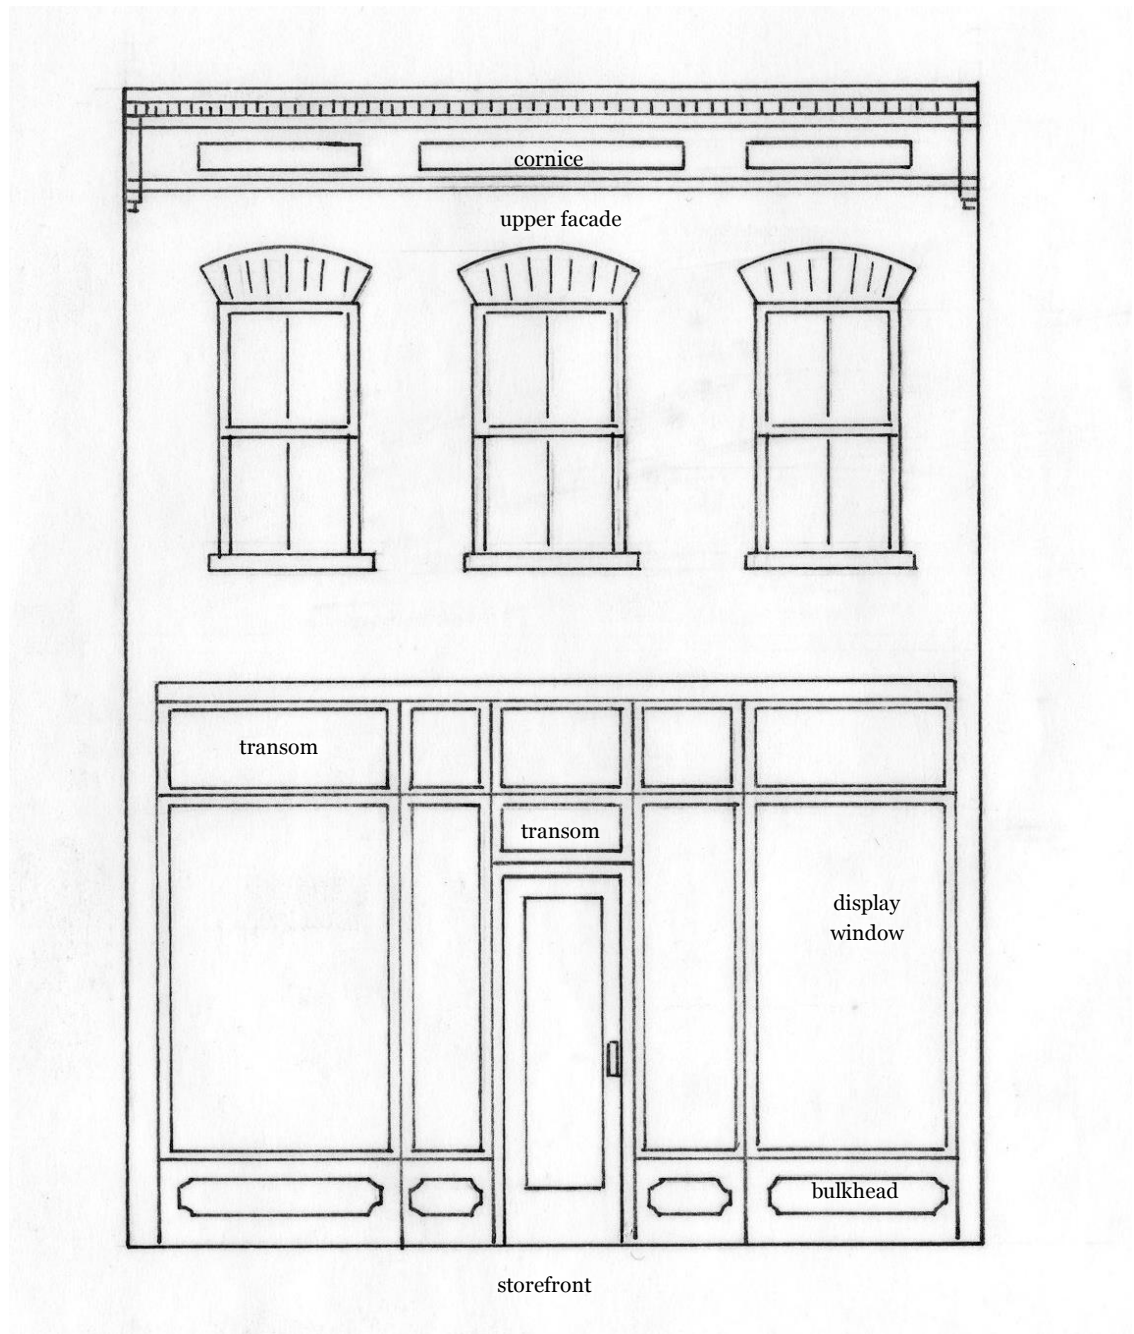 cornice
upper facade
transom
transom
display
window
bulkhead
storefront